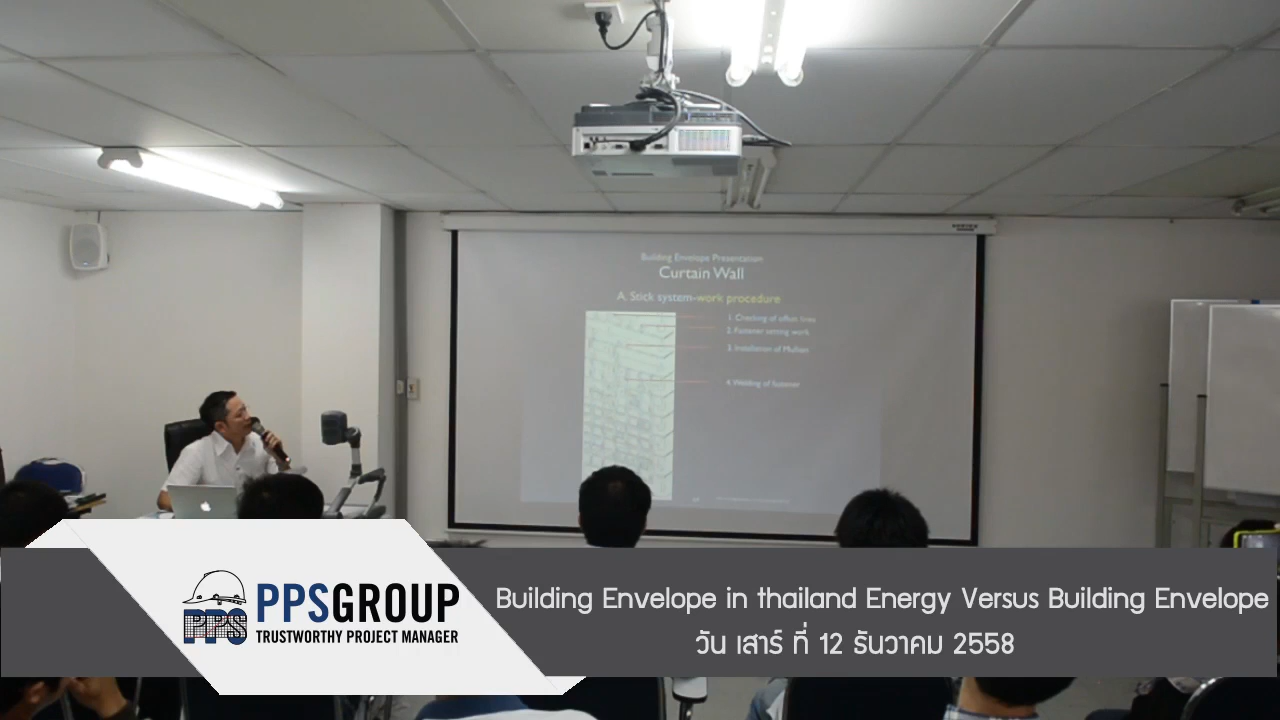 Building Envelope Presentation
Curtain Wall
A. Stick system-work procedure
1. Checking of offset lines
2. Fastener setting work
3. Installation of Mullion
4. Welding of fastener
PPS
PPSGROUP
TRUSTWORTHY PROJECT MANAGER
Building Envelope in thailand Energy Versus Building Envelope
วัน เสาร์ ที่ 12 ธันวาคม 2558